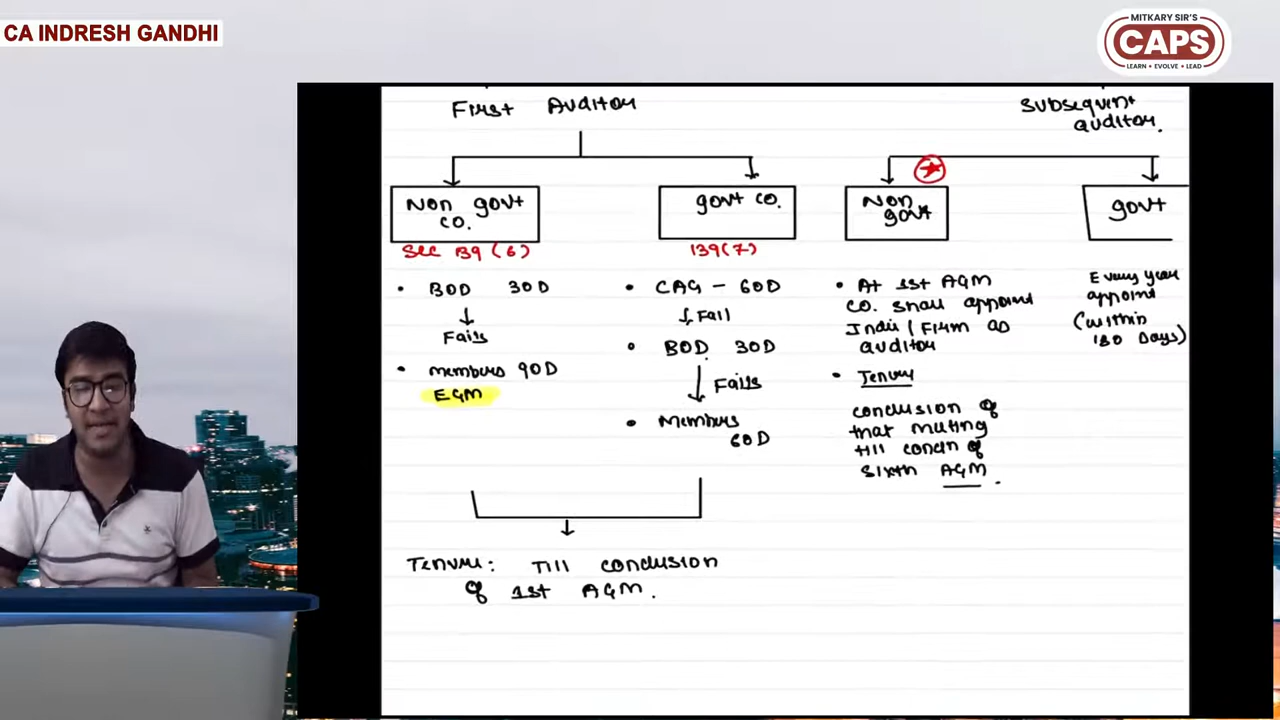 CA INDRESH GANDHI
MITKARY SIR'S
CAPS
LEARN • EVOLVE • LEAD
First Auditor
Subsequent
auditor.
Non govt
co.
Sec 139 (6)
• BOD 30D
Fails
• members 90D
EGM
govt co.
139(7)
• CAG - 60D
Fail
• BOD 30D
Fails
• Members
60D
Tenure: Till conclusion
of 1st AGM.
Non
govt
• At 1st AGM
co. shall appoint
Indiv/Firm as
auditor
• Tenure
conclusion of
that meeting
till concln of
sixth AGM.
govt
Every year
appoint
(within
180 Days)